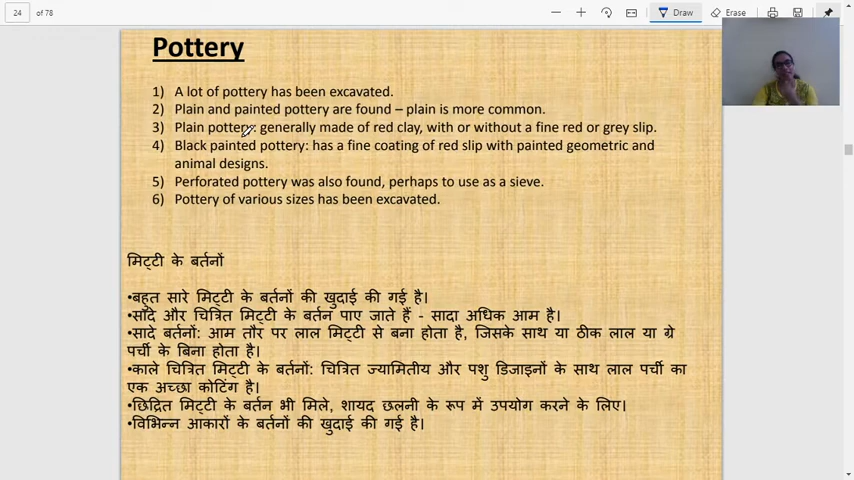 24 of 78
Draw
Erase
Pottery
1) A lot of pottery has been excavated.
2) Plain and painted pottery are found – plain is more common.
3) Plain pottery: generally made of red clay, with or without a fine red or grey slip.
4) Black painted pottery: has a fine coating of red slip with painted geometric and
animal designs.
5) Perforated pottery was also found, perhaps to use as a sieve.
6) Pottery of various sizes has been excavated.
मिट्टी के बर्तनों
•बहुत सारे मिट्टी के बर्तनों की खुदाई की गई है।
•सादे और चित्रित मिट्टी के बर्तन पाए जाते हैं - सादा अधिक आम है।
•सादे बर्तनों: आम तौर पर लाल मिट्टी से बना होता है, जिसके साथ या ठीक लाल या ग्रे
पर्ची के बिना होता है।
•काले चित्रित मिट्टी के बर्तनों: चित्रित ज्यामितीय और पशु डिजाइनों के साथ लाल पर्ची का
एक अच्छा कोटिंग है।
•छिद्रित मिट्टी के बर्तन भी मिले, शायद छलनी के रूप में उपयोग करने के लिए।
•विभिन्न आकारों के बर्तनों की खुदाई की गई है।